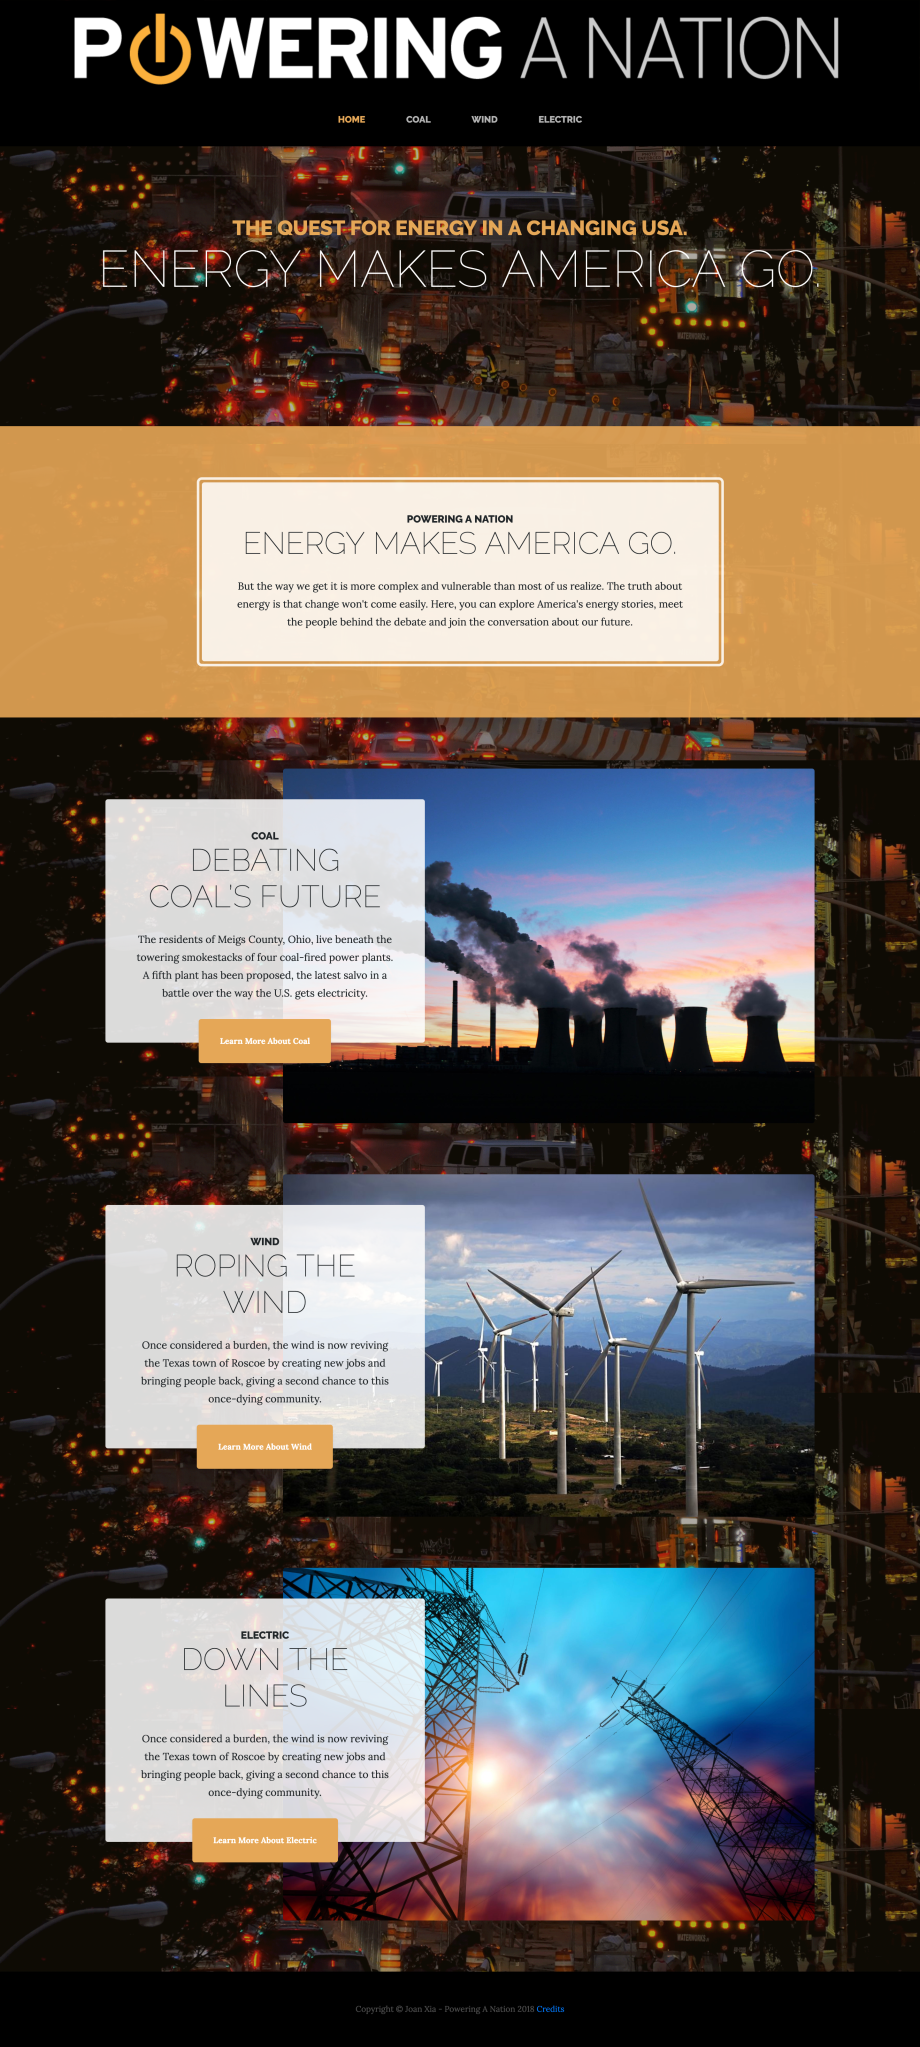 POWERING A NATION
HOME COAL WIND ELECTRIC
THE QUEST FOR ENERGY IN A CHANGING USA.
ENERGY MAKES AMERICA GO.
POWERING A NATION
ENERGY MAKES AMERICA GO.
But the way we get it is more complex and vulnerable than most of us realize. The truth about
energy is that change won't come easily. Here, you can explore America's energy stories, meet
the people behind the debate and join the conversation about our future.
COAL
DEBATING
COAL'S FUTURE
The residents of Meigs County, Ohio, live beneath the
towering smokestacks of four coal-fired power plants.
A fifth plant has been proposed, the latest salvo in a
battle over the way the U.S. gets electricity.
Learn More About Coal
WIND
ROPING THE
WIND
Once considered a burden, the wind is now reviving
the Texas town of Roscoe by creating new jobs and
bringing people back, giving a second chance to this
once-dying community.
Learn More About Wind
ELECTRIC
DOWN THE
LINES
Once considered a burden, the wind is now reviving
the Texas town of Roscoe by creating new jobs and
bringing people back, giving a second chance to this
once-dying community.
Learn More About Electric
Copyright © Joan Xia - Powering A Nation 2018 Credits